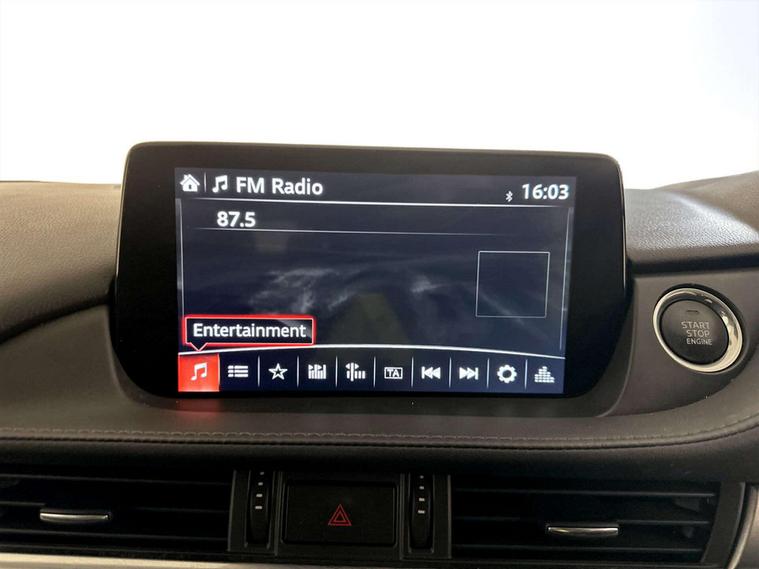 FM Radio
16:03
87.5
Entertainment
TA
START
STOP
ENGINE